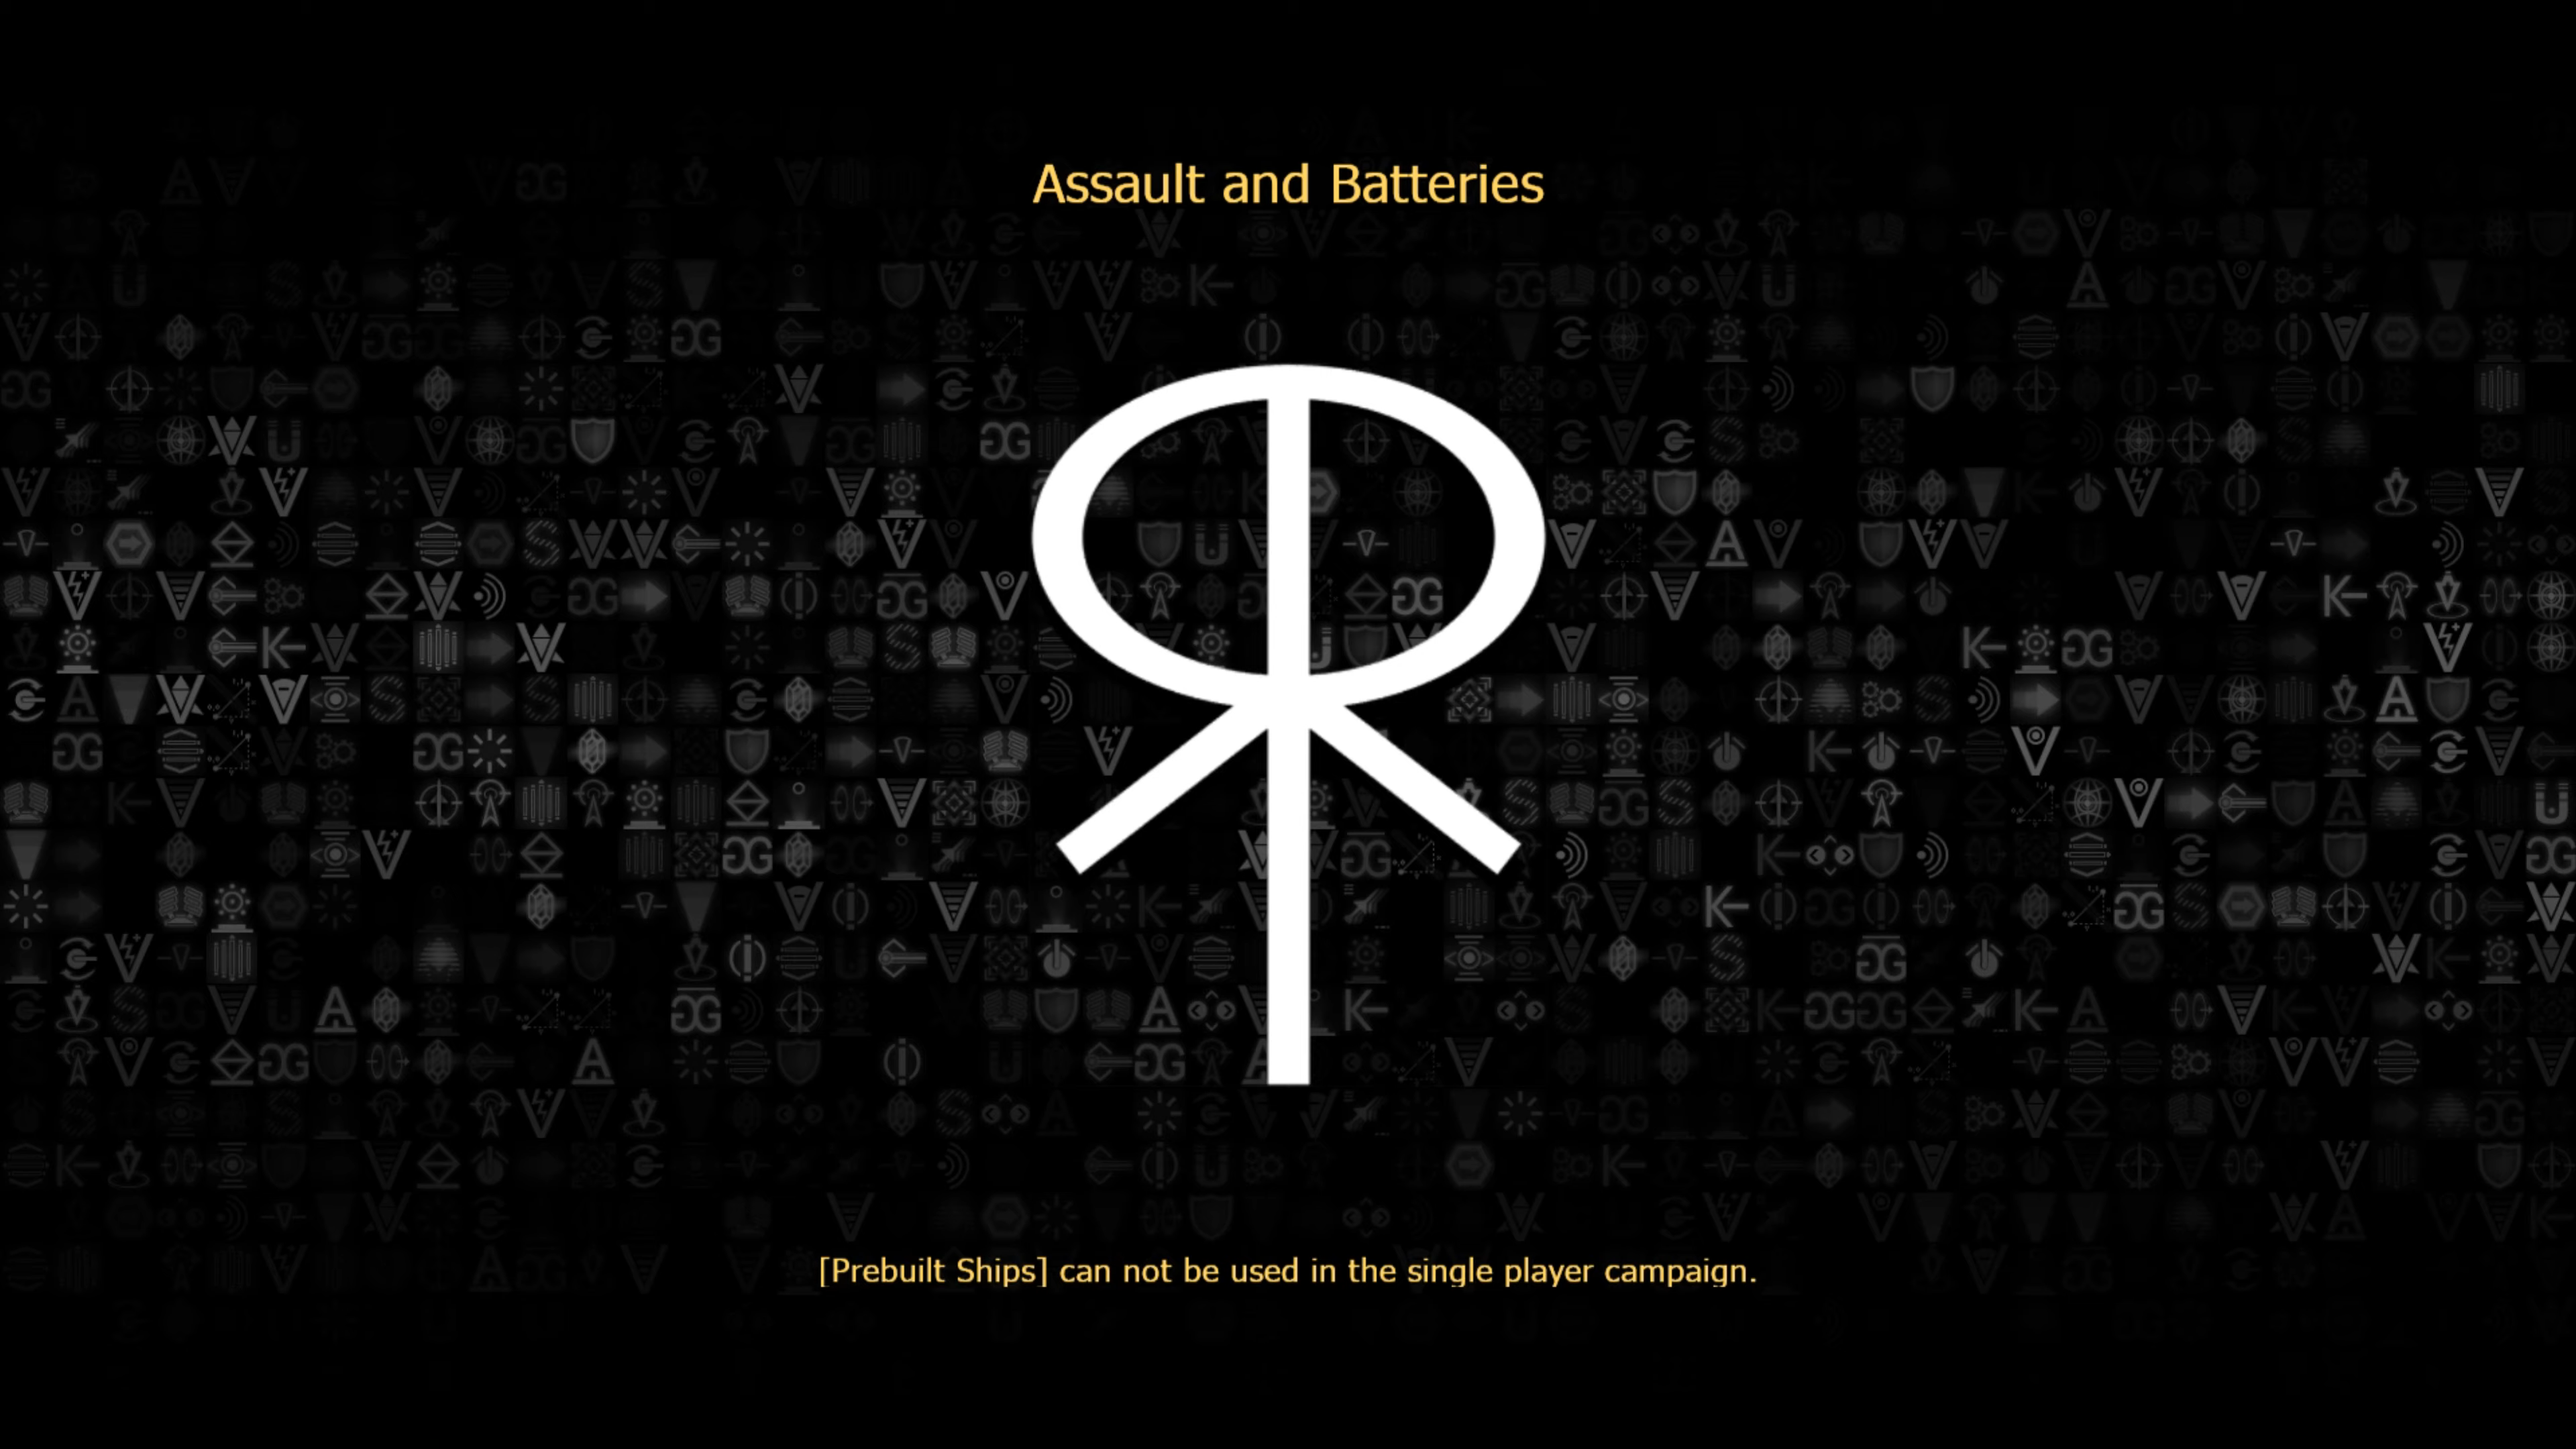 Assault and Batteries
[Prebuilt Ships] can not be used in the single player campaign.